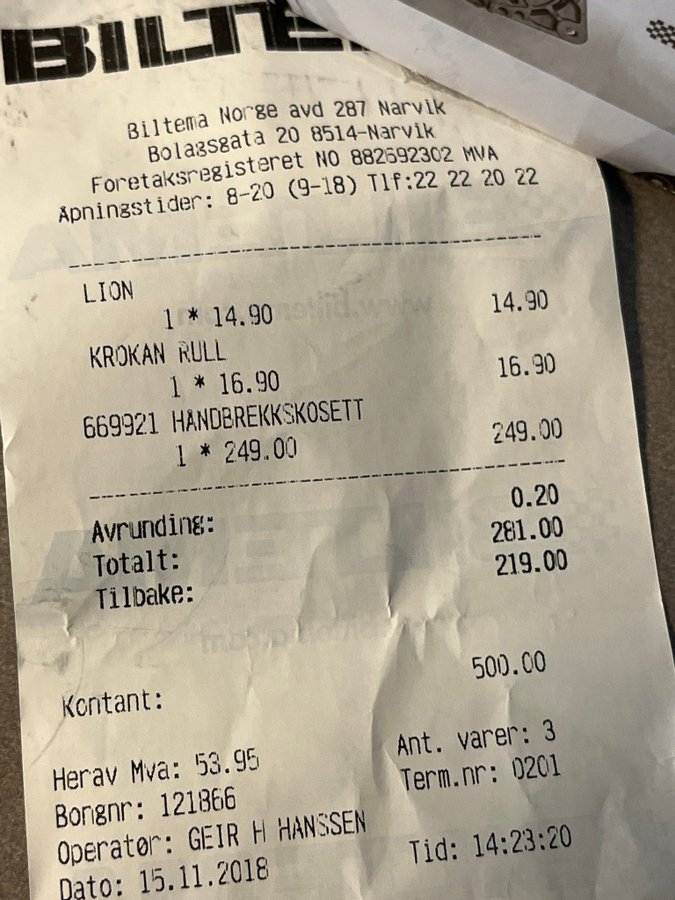 BILTE
Biltema Norge avd 287 Narvik
Bolagsgata 20 8514-Narvik
Foretaksregisteret NO 882692302 MVA
Åpningstider: 8-20 (9-18) Tlf:22 22 20 22
LION
1 * 14.90 14.90
KROKAN RULL
1 * 16.90 16.90
669921 HANDBREKKSKOSETT
1 * 249.00 249.00
Avrunding: 0.20
Totalt: 281.00
Tilbake: 219.00
Kontant: 500.00
Herav Mva: 53.95 Ant. varer: 3
Bongnr: 121866 Term.nr: 0201
Operatør: GEIR H HANSSEN
Dato: 15.11.2018 Tid: 14:23:20